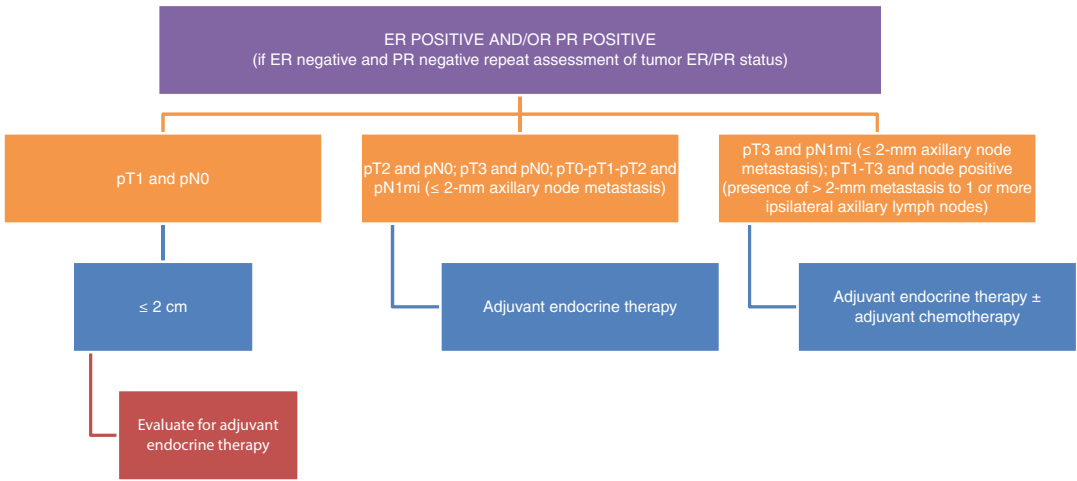 ER POSITIVE AND/OR PR POSITIVE
(if ER negative and PR negative repeat assessment of tumor ER/PR status)
pT1 and pN0
pT2 and pN0; pT3 and pN0; pT0-pT1-pT2 and
pN1mi (≤ 2-mm axillary node metastasis)
pT3 and pN1mi (≤ 2-mm axillary node
metastasis); pT1-T3 and node positive
(presence of > 2-mm metastasis to 1 or more
ipsilateral axillary lymph nodes)
≤ 2 cm
Adjuvant endocrine therapy
Adjuvant endocrine therapy ±
adjuvant chemotherapy
Evaluate for adjuvant
endocrine therapy